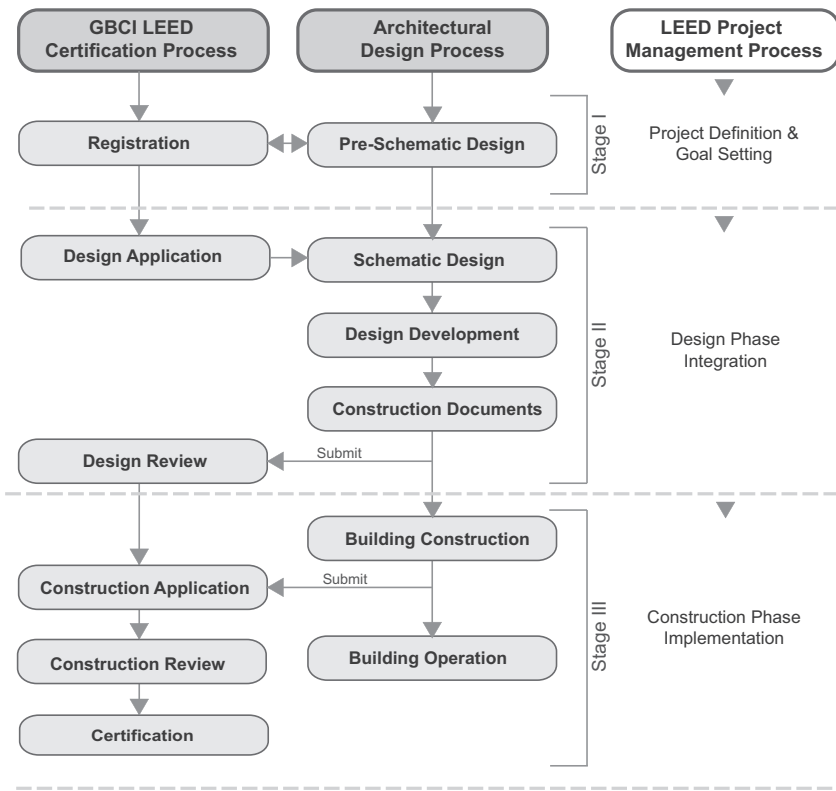 GBCI LEED
Certification Process
Architectural
Design Process
LEED Project
Management Process
Registration
Pre-Schematic Design
Stage I
Project Definition &
Goal Setting
Design Application
Schematic Design
Design Development
Stage II
Design Phase
Integration
Construction Documents
Design Review
Submit
Building Construction
Construction Application
Submit
Stage III
Construction Phase
Implementation
Construction Review
Building Operation
Certification